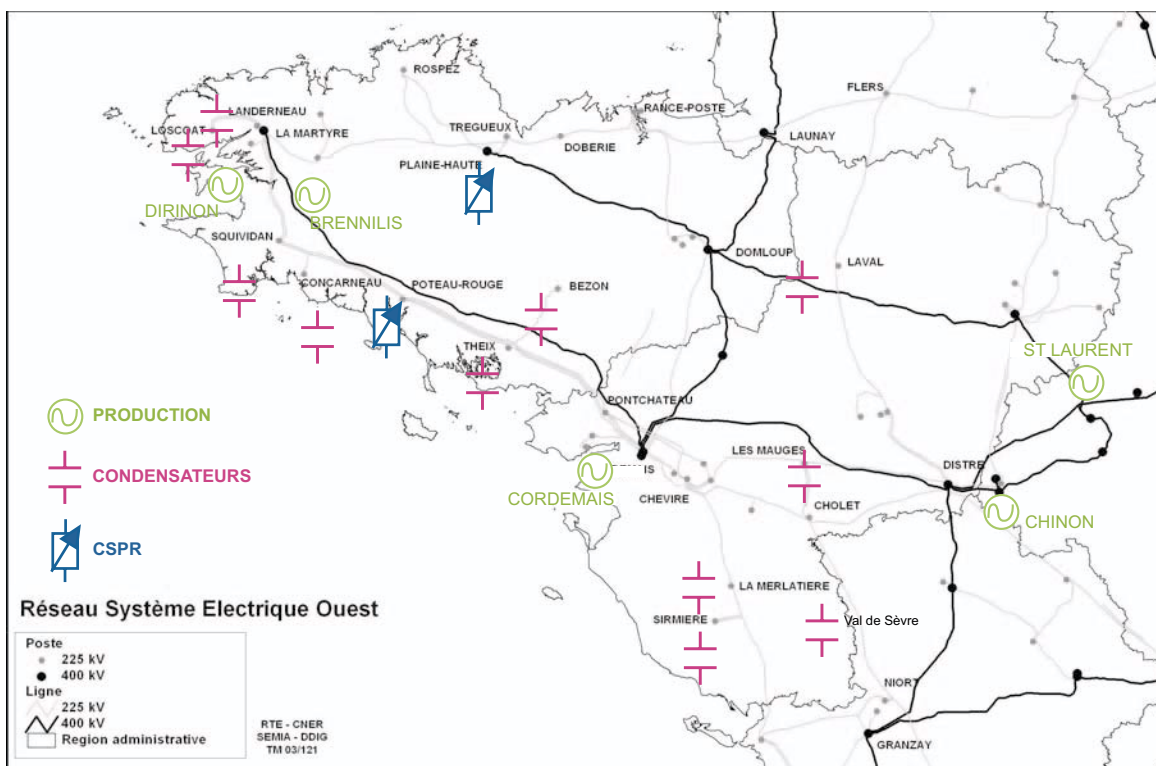 ROSPEZ
FLERS
LANDERNEAU
RANCE-POSTE
LOSCOAT
LA MARTYRE
TREGUEUX
LAUNAY
DOBERIE
PLAINE-HAUTE
DIRINON
BRENNILIS
SQUIVIDAN
DOMLOUP
LAVAL
CONCARNEAU
POTEAU-ROUGE
BEZON
THEIX
ST LAURENT
PONTCHATEAU
PRODUCTION
LES MAUGES
IS
DISTRE
CONDENSATEURS
CORDEMAIS
CHEVIRE
CHOLET
CHINON
CSPR
LA MERLATIERE
Réseau Système Electrique Ouest
SIRMIERE
Val de Sèvre
Poste
225 kV
400 kV
Ligne
225 kV
400 kV
Region administrative
RTE - CNER
SEMIA - DDIG
TM 03/121
NIORT
GRANZAY